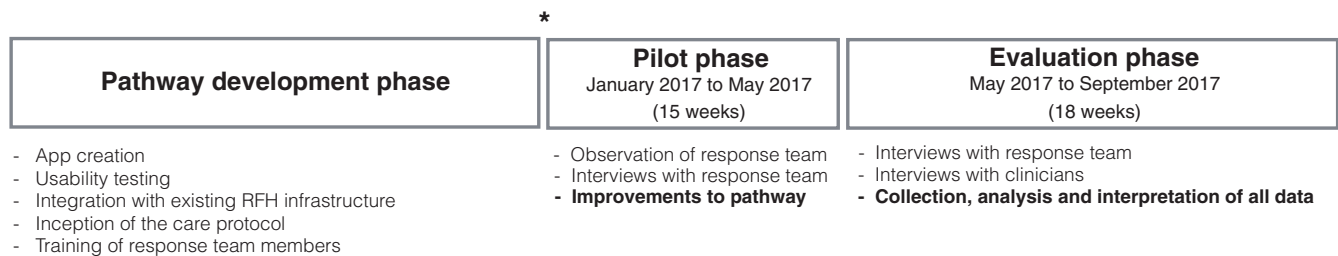 *
Pathway development phase
Pilot phase
January 2017 to May 2017
(15 weeks)
Evaluation phase
May 2017 to September 2017
(18 weeks)
- App creation
- Usability testing
- Integration with existing RFH infrastructure
- Inception of the care protocol
- Training of response team members
- Observation of response team
- Interviews with response team
- Improvements to pathway
- Interviews with response team
- Interviews with clinicians
- Collection, analysis and interpretation of all data